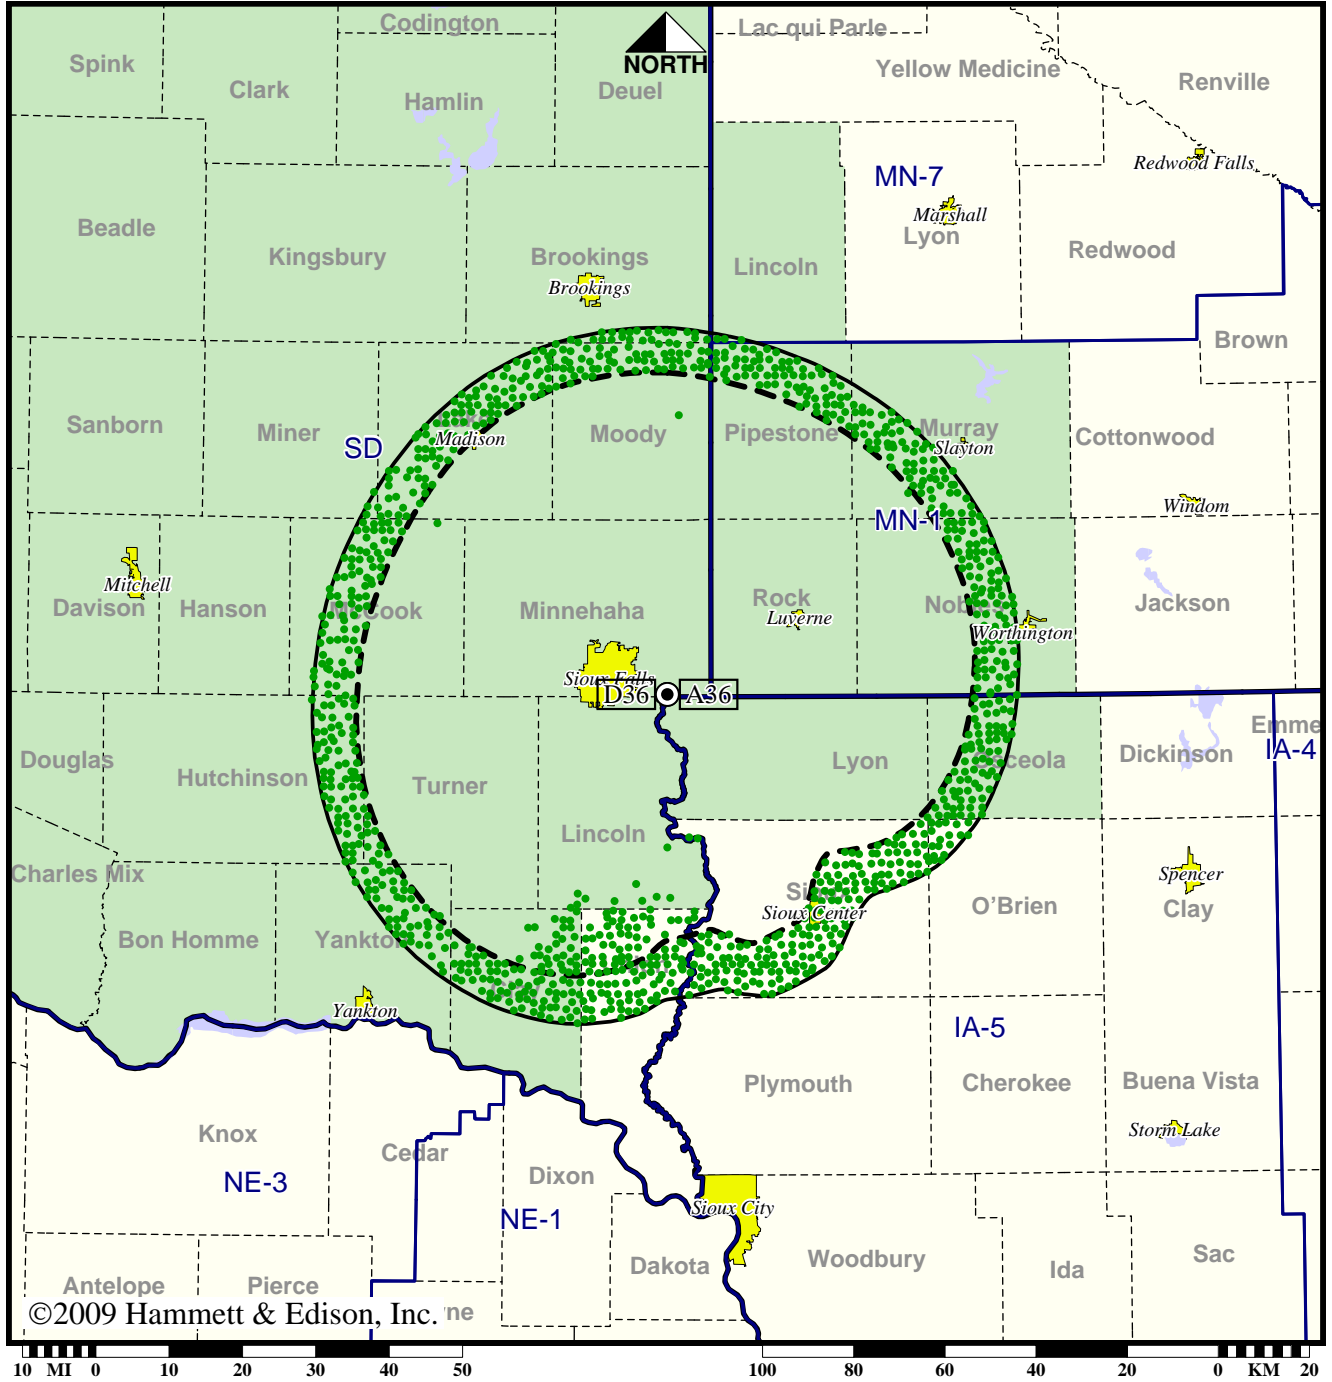 Codington
Lac qui Parle
NORTH
Spink
Clark
Hamlin
Deuel
Yellow Medicine
Renville
Redwood Falls
MN-7
Marshall
Lyon
Beadle
Kingsbury
Brookings
Brookings
Lincoln
Redwood
Brown
Sanborn
Miner
SD
Madison
Moody
Pipestone
Murray
Slayton
Cottonwood
Windom
MN-1
Mitchell
Davison
Hanson
McCook
Minnehaha
Rock
Luverne
Nobles
Worthington
Jackson
Sioux Falls
D36
A36
Douglas
Hutchinson
Turner
Lincoln
Lyon
Osceola
Dickinson
Emme
IA-4
Charles Mix
Bon Homme
Yankton
Yankton
Sioux Center
O'Brien
Spencer
Clay
IA-5
Plymouth
Cherokee
Buena Vista
Storm Lake
Knox
Cedar
Dixon
NE-3
NE-1
Sioux City
Dakota
Woodbury
Ida
Sac
Antelope
Pierce
©2009 Hammett & Edison, Inc.
yne
10 MI 0 10 20 30 40 50
100 80 60 40 20 0 KM 20